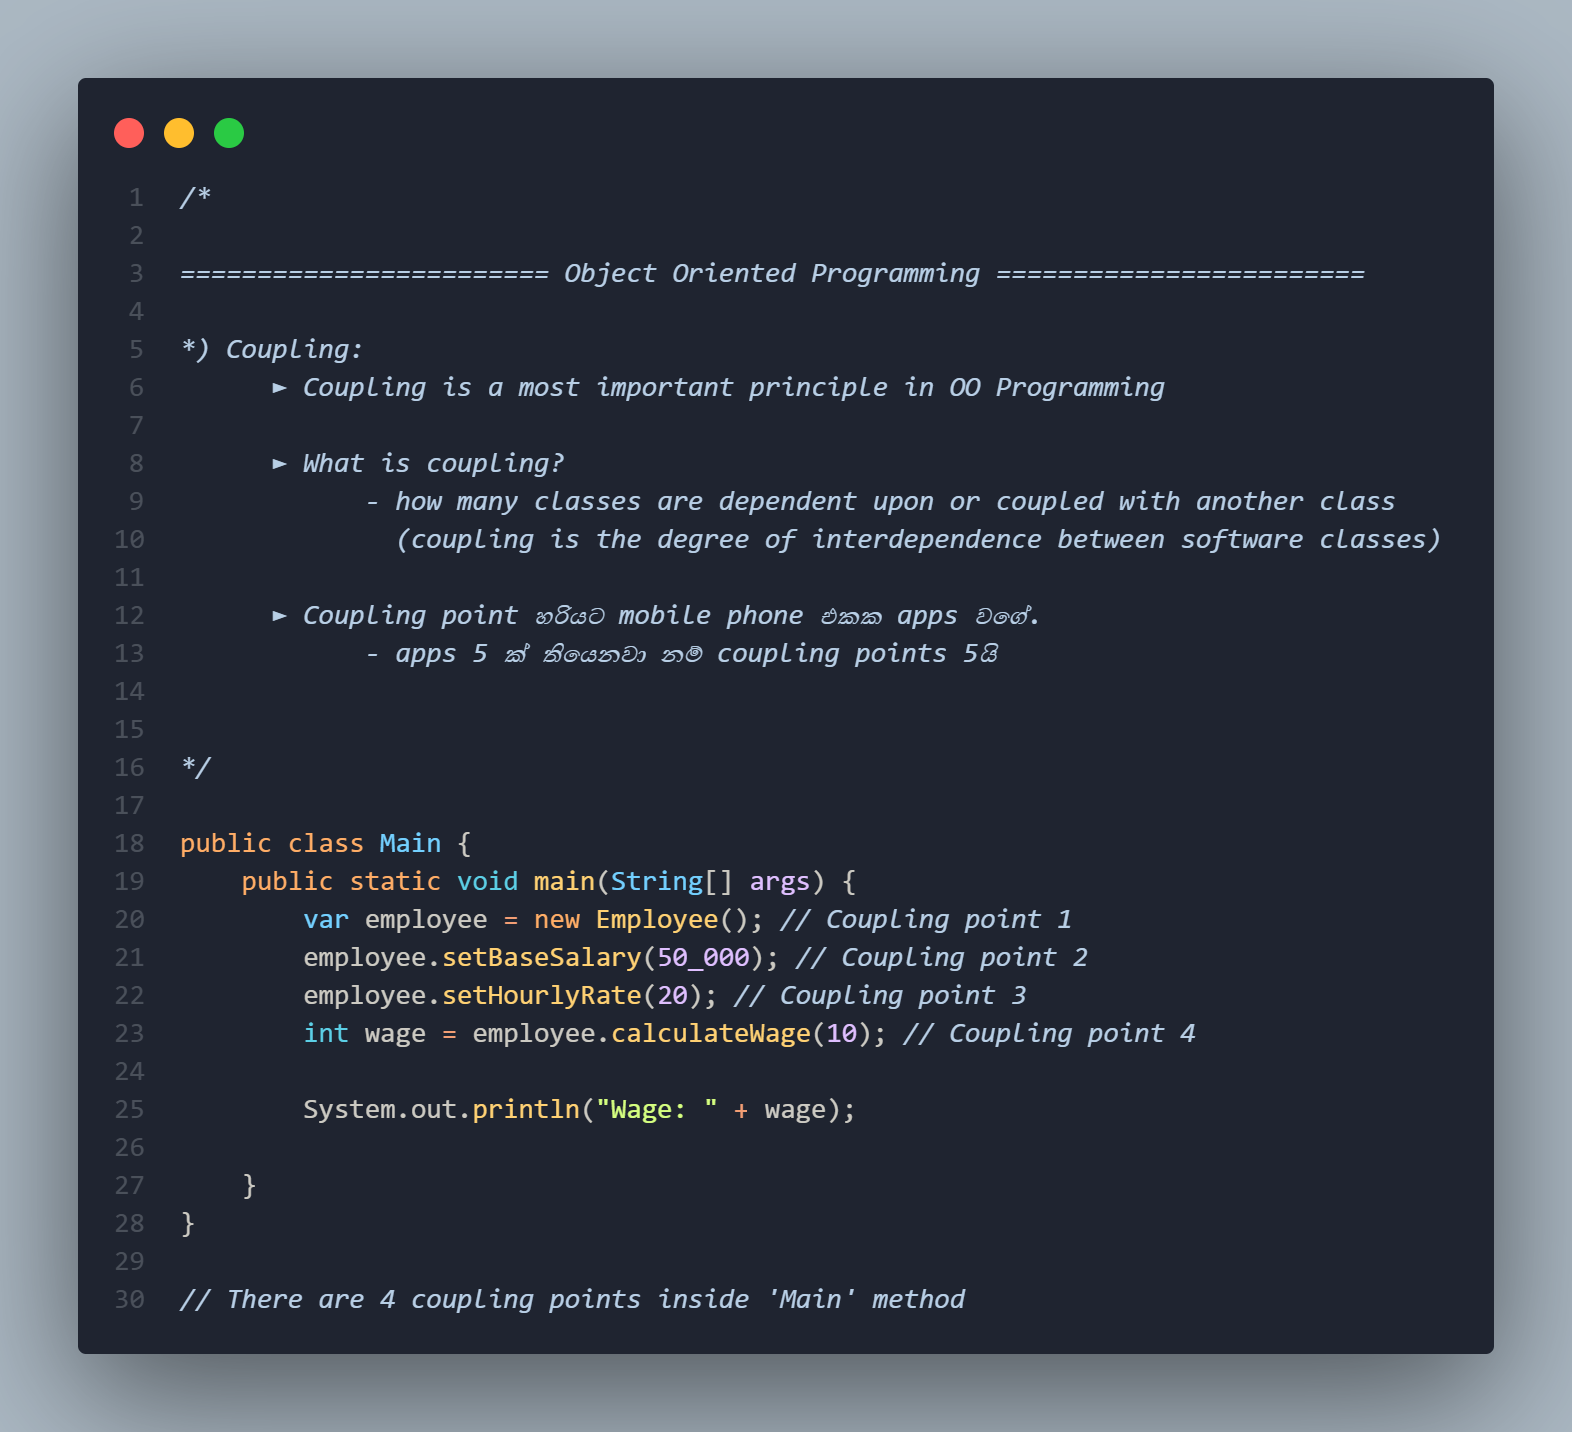 1 /*
2
3 ======================== Object Oriented Programming ========================
4
5 *) Coupling:
6       ► Coupling is a most important principle in OO Programming
7
8       ► What is coupling?
9             - how many classes are dependent upon or coupled with another class
10              (coupling is the degree of interdependence between software classes)
11
12      ► Coupling point හරියට mobile phone එකක apps වගේ.
13            - apps 5 ක් තියෙනවා නම් coupling points 5යි
14
15
16 */
17
18 public class Main {
19     public static void main(String[] args) {
20         var employee = new Employee(); // Coupling point 1
21         employee.setBaseSalary(50_000); // Coupling point 2
22         employee.setHourlyRate(20); // Coupling point 3
23         int wage = employee.calculateWage(10); // Coupling point 4
24
25         System.out.println("Wage: " + wage);
26
27     }
28 }
29
30 // There are 4 coupling points inside 'Main' method